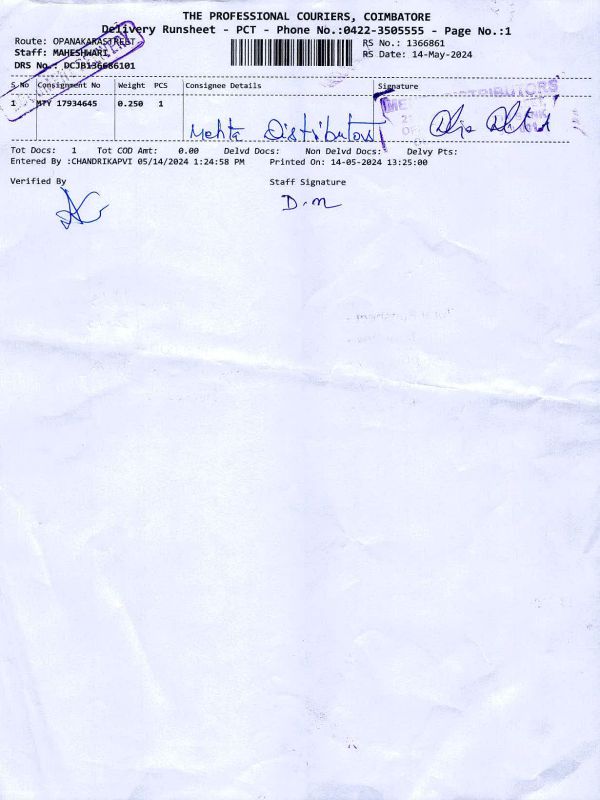 THE PROFESSIONAL COURIERS, COIMBATORE
Delivery Runsheet - PCT - Phone No.:0422-3505555 - Page No.:1
Route: OPANAKARASTREET RS No.: 1366861
Staff: MAHESHWARI, RS Date: 14-May-2024
DRS No.: DCJB136686101
S.No Consignment No Weight PCS Consignee Details Signature
1 MTY 17934645 0.250 1
Mehta Distributors
DISTRIBUTORS
Tot Docs: 1 Tot COD Amt: 0.00 Delvd Docs: Non Delvd Docs: Delvy Pts:
Entered By :CHANDRIKAPVI 05/14/2024 1:24:58 PM Printed On: 14-05-2024 13:25:00
Verified By Staff Signature
D.M